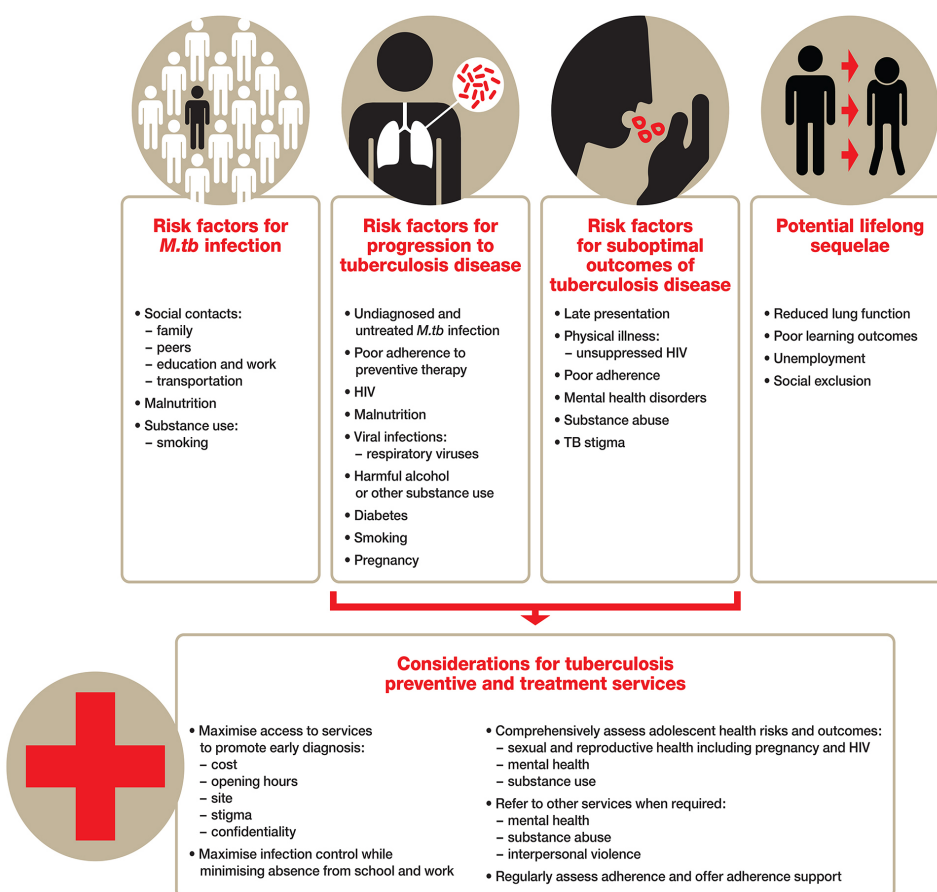 Risk factors for
M.tb infection
• Social contacts:
– family
– peers
– education and work
– transportation
• Malnutrition
• Substance use:
– smoking
Risk factors for
progression to
tuberculosis disease
• Undiagnosed and
untreated M.tb infection
• Poor adherence to
preventive therapy
• HIV
• Malnutrition
• Viral infections:
– respiratory viruses
• Harmful alcohol
or other substance use
• Diabetes
• Smoking
• Pregnancy
Risk factors
for suboptimal
outcomes of
tuberculosis disease
• Late presentation
• Physical illness:
– unsuppressed HIV
• Poor adherence
• Mental health disorders
• Substance abuse
• TB stigma
Potential lifelong
sequelae
• Reduced lung function
• Poor learning outcomes
• Unemployment
• Social exclusion
Considerations for tuberculosis
preventive and treatment services
• Maximise access to services
to promote early diagnosis:
– cost
– opening hours
– site
– stigma
– confidentiality
• Maximise infection control while
minimising absence from school and work
• Comprehensively assess adolescent health risks and outcomes:
– sexual and reproductive health including pregnancy and HIV
– mental health
– substance use
• Refer to other services when required:
– mental health
– substance abuse
– interpersonal violence
• Regularly assess adherence and offer adherence support